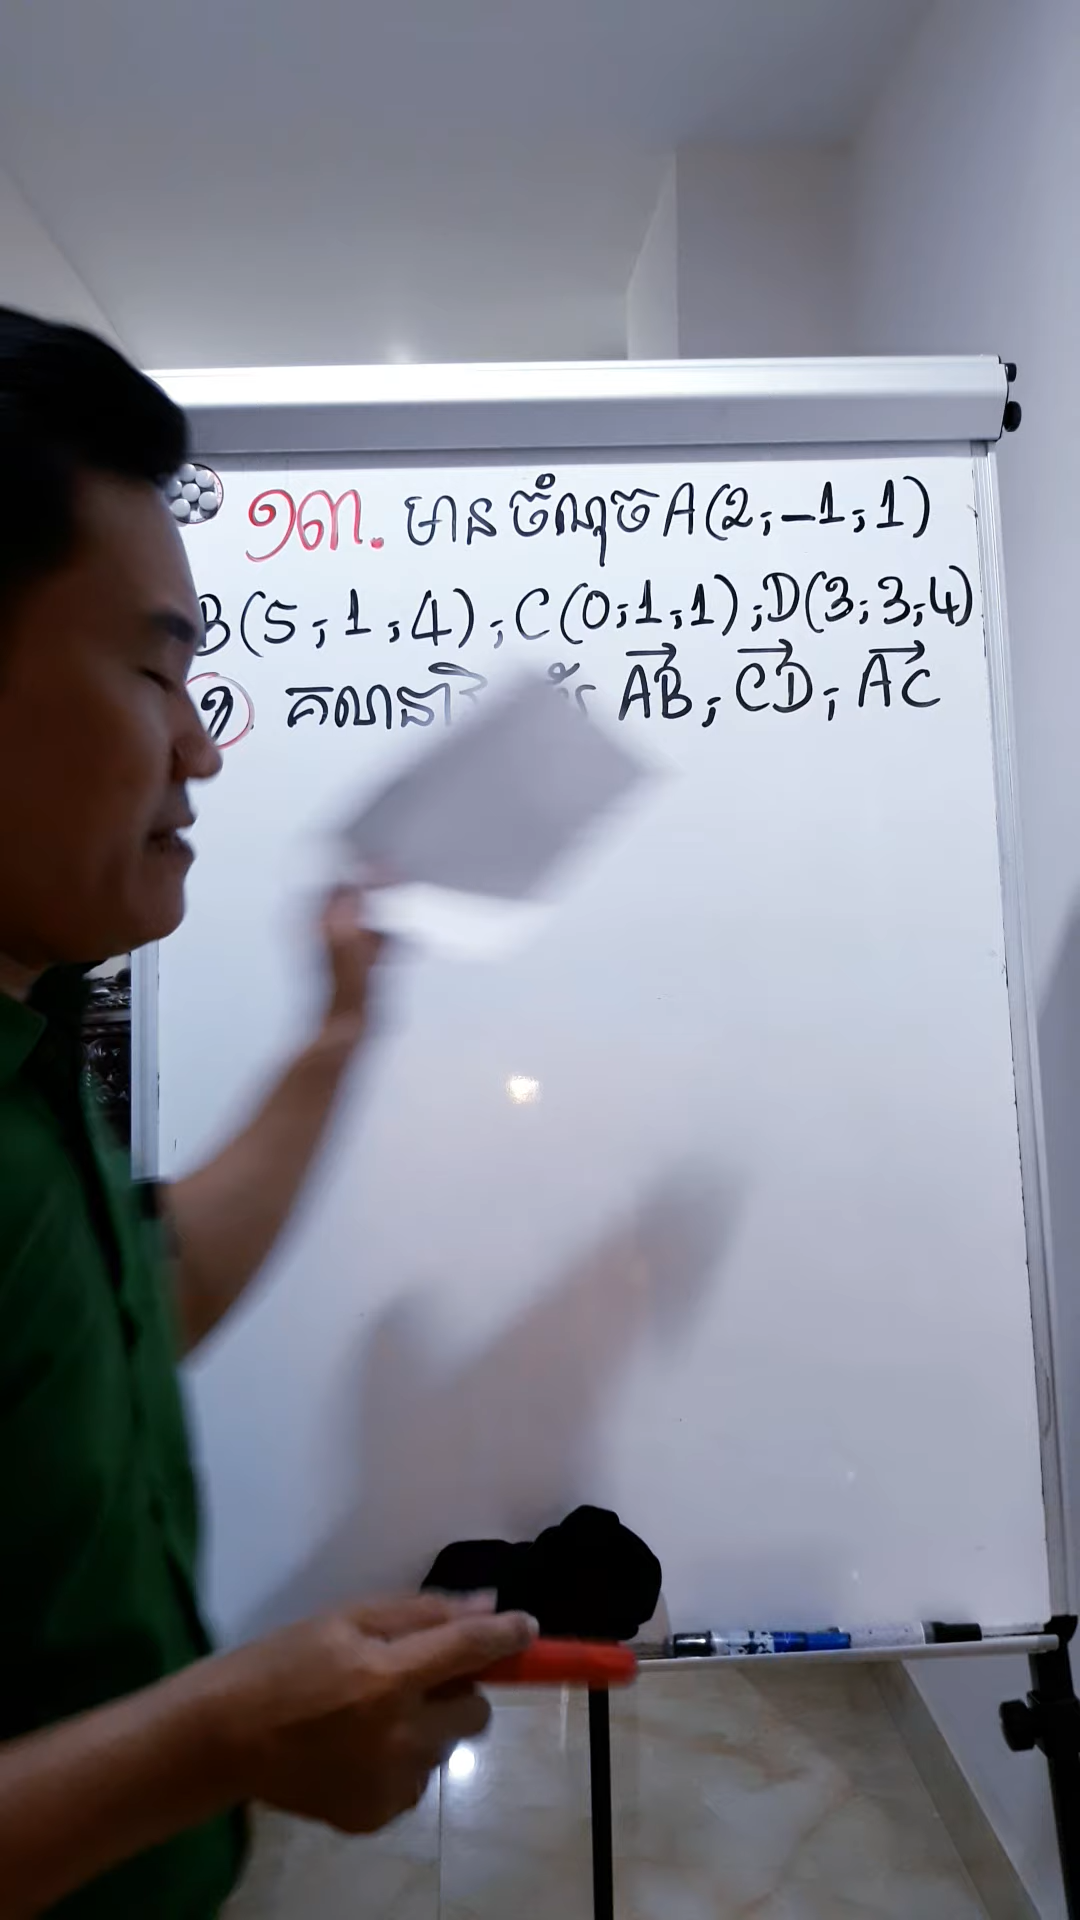 ១៣. មានចំណុច A(2;-1;1)
B(5;1;4);C(0;1;1);D(3;3;4)
១. គណនា AB; CD; AC